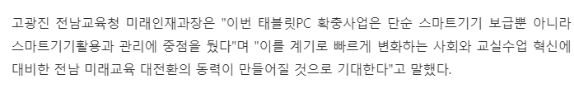 고광진 전남교육청 미래인재과장은 "이번 태블릿PC 확충사업은 단순 스마트기기 보급뿐 아니라
스마트기기활용과 관리에 중점을 뒀다"며 "이를 계기로 빠르게 변화하는 사회와 교실수업 혁신에
대비한 전남 미래교육 대전환의 동력이 만들어질 것으로 기대한다"고 말했다.